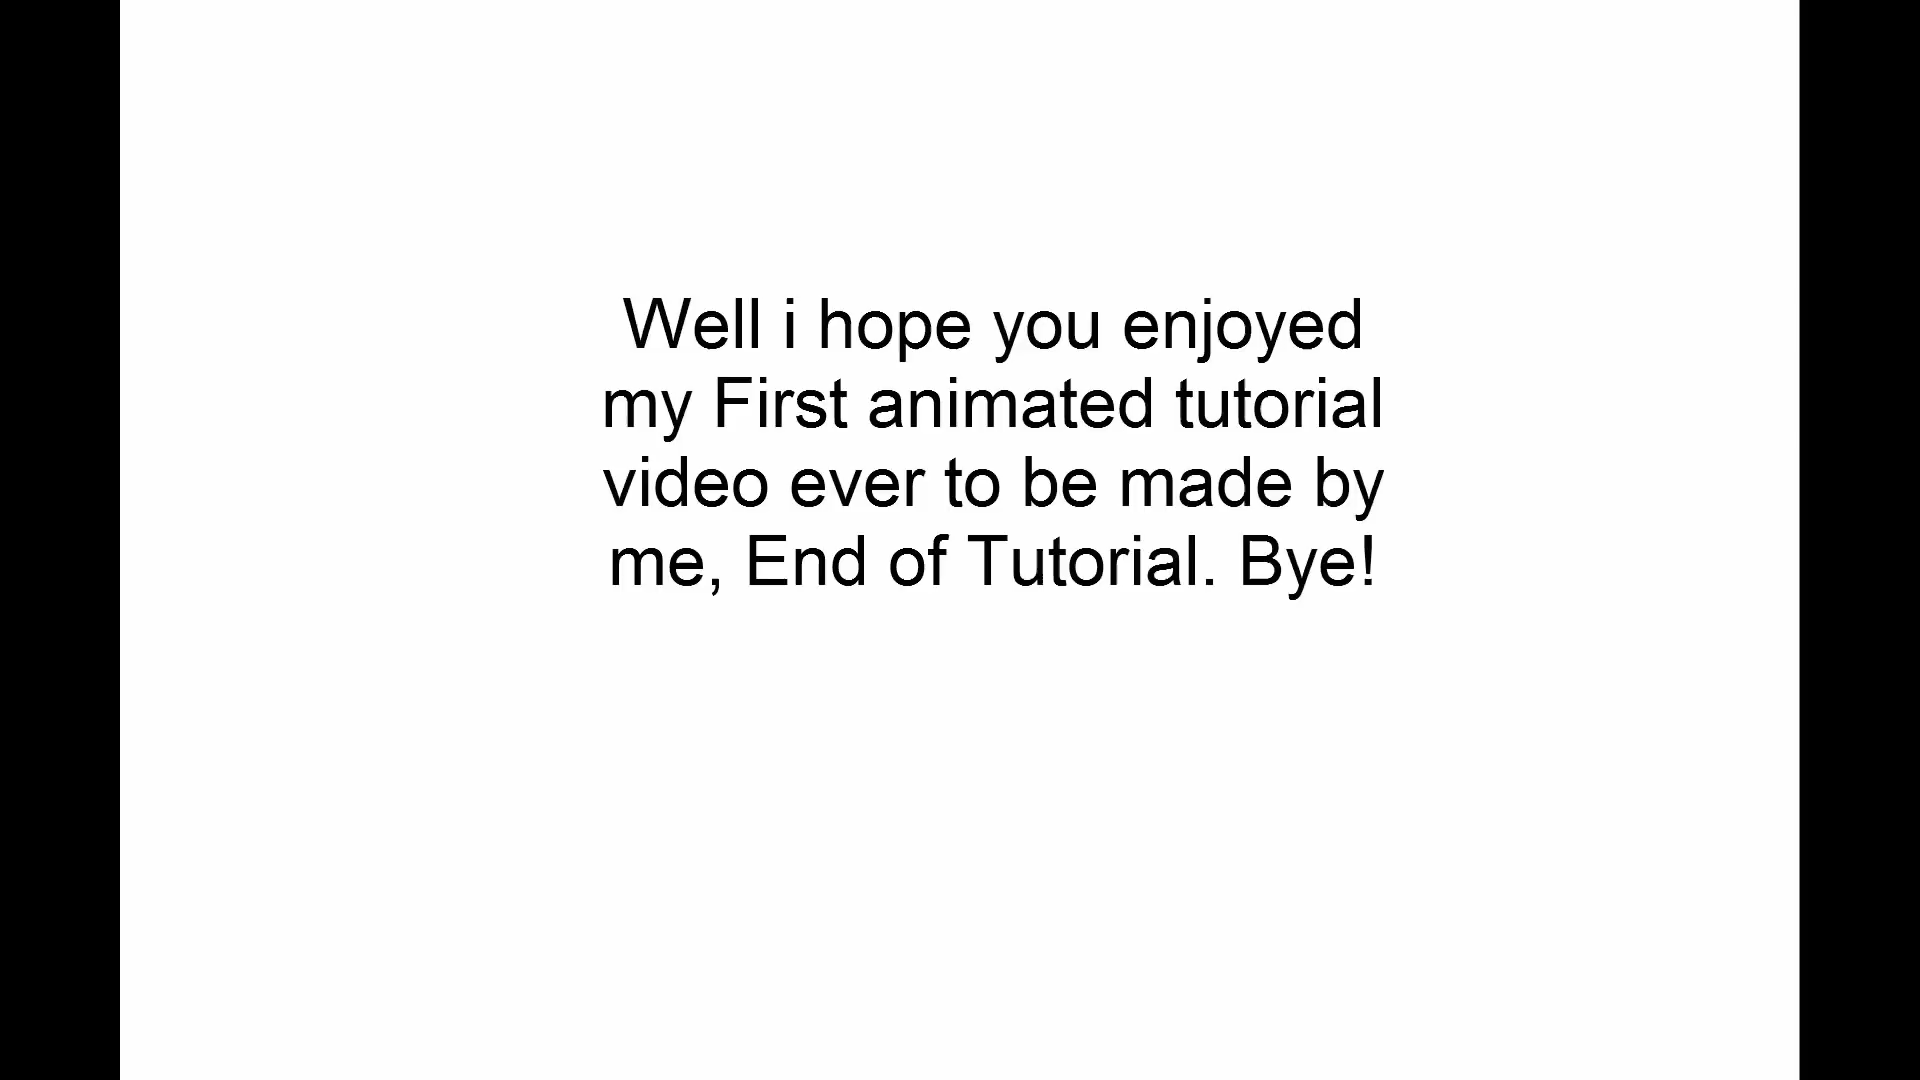 Well i hope you enjoyed
my First animated tutorial
video ever to be made by
me, End of Tutorial. Bye!